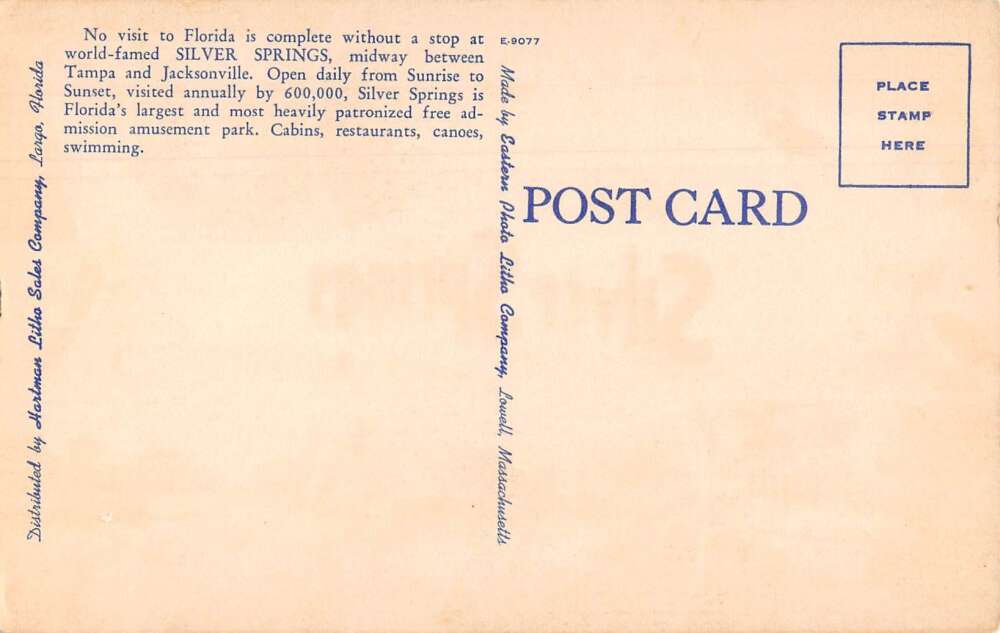 No visit to Florida is complete without a stop at
world-famed SILVER SPRINGS, midway between
Tampa and Jacksonville. Open daily from Sunrise to
Sunset, visited annually by 600,000, Silver Springs is
Florida's largest and most heavily patronized free ad-
mission amusement park. Cabins, restaurants, canoes,
swimming.
Distributed by Hartman Litho Sales Company, Largo, Florida
E-9077
Made by Eastern Photo Litho Company, Lowell, Massachusetts
POST CARD
PLACE
STAMP
HERE